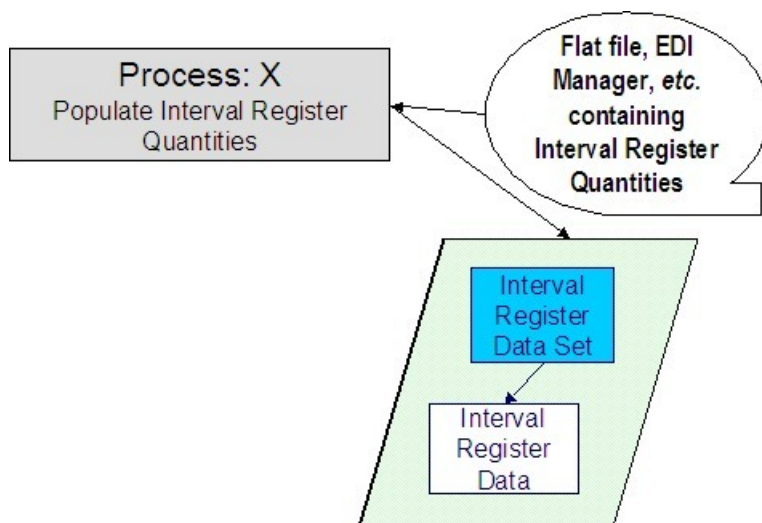 Process: X
Populate Interval Register
Quantities
Flat file, EDI
Manager, etc.
containing
Interval Register
Quantities
Interval
Register
Data Set
Interval
Register
Data